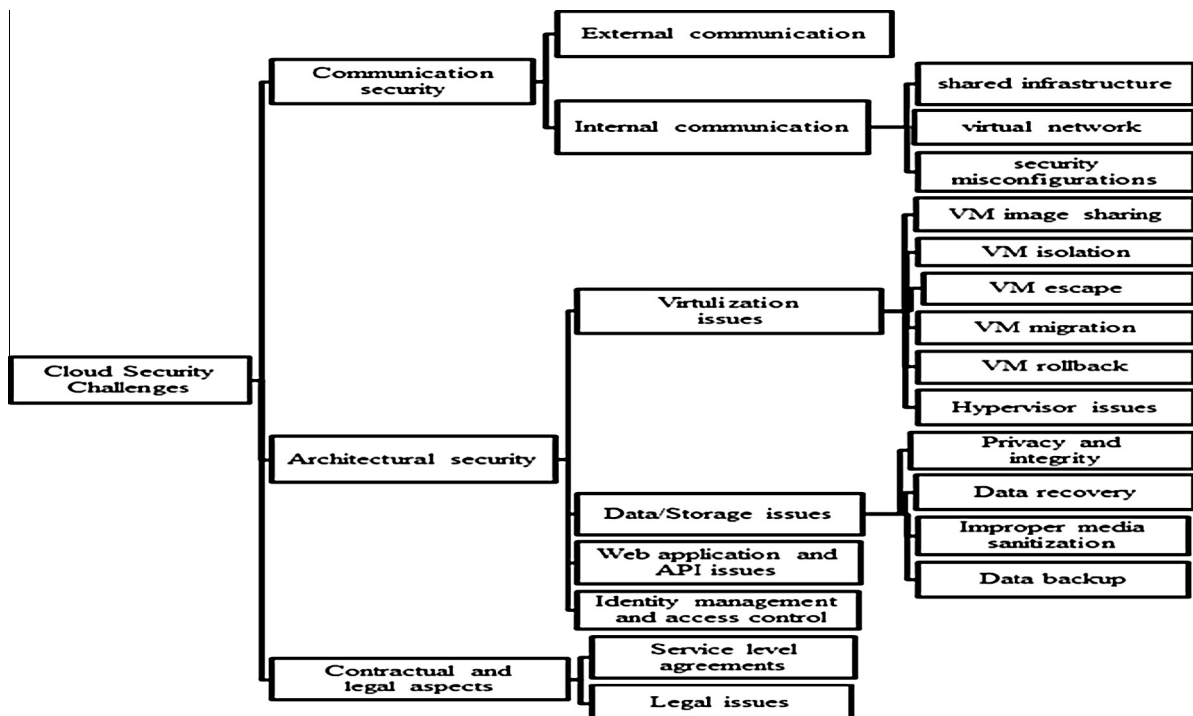 External communication
Communication
security
shared infrastructure
Internal communication
virtual network
security
misconfigurations
VM image sharing
VM isolation
VM escape
Virtulization
issues
VM migration
VM rollback
Cloud Security
Challenges
Hypervisor issues
Privacy and
integrity
Architectural security
Data recovery
Data/Storage issues
Improper media
sanitization
Web application and
API issues
Data backup
Identity management
and access control
Service level
agreements
Contractual and
legal aspects
Legal issues